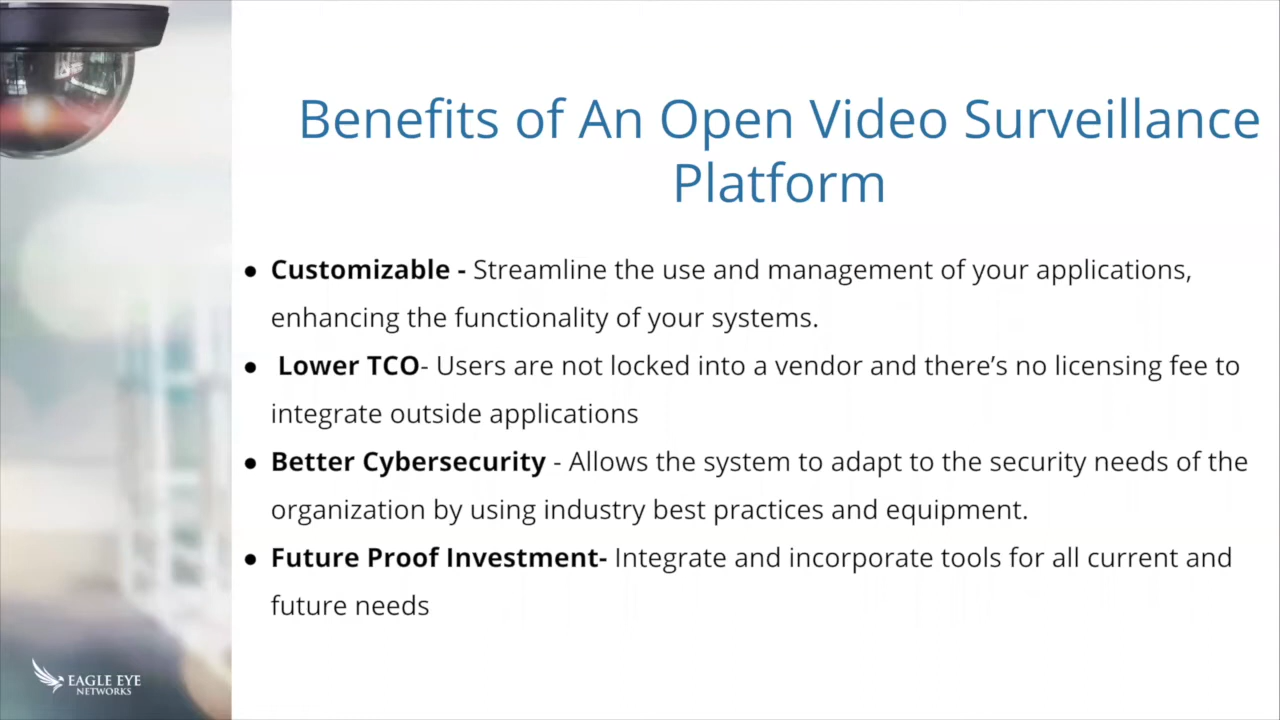 Benefits of An Open Video Surveillance
Platform
● Customizable - Streamline the use and management of your applications,
enhancing the functionality of your systems.
● Lower TCO- Users are not locked into a vendor and there’s no licensing fee to
integrate outside applications
● Better Cybersecurity - Allows the system to adapt to the security needs of the
organization by using industry best practices and equipment.
● Future Proof Investment- Integrate and incorporate tools for all current and
future needs
EAGLE EYE
NETWORKS